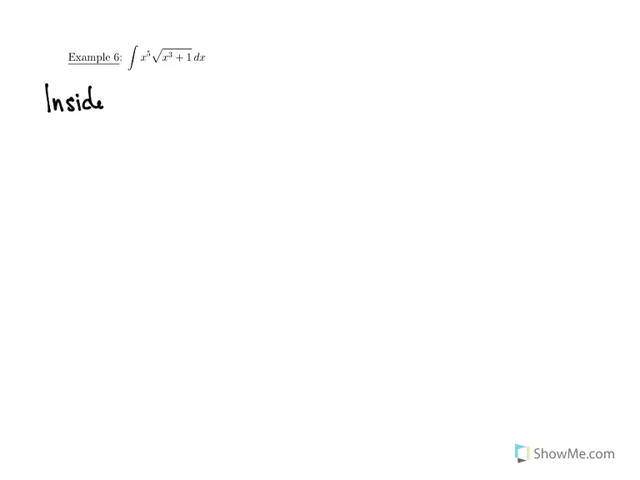 Example 6: ∫ x⁵√(x³ + 1) dx
Inside
ShowMe.com